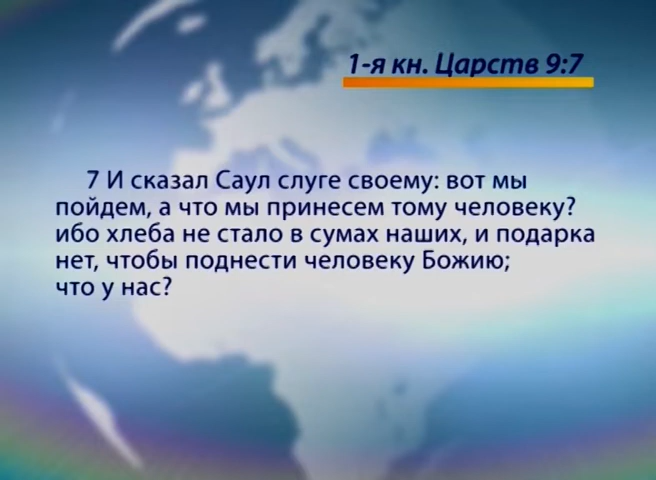 1-я кн. Царств 9:7
7 И сказал Саул слуге своему: вот мы
пойдем, а что мы принесем тому человеку?
ибо хлеба не стало в сумах наших, и подарка
нет, чтобы поднести человеку Божию;
что у нас?